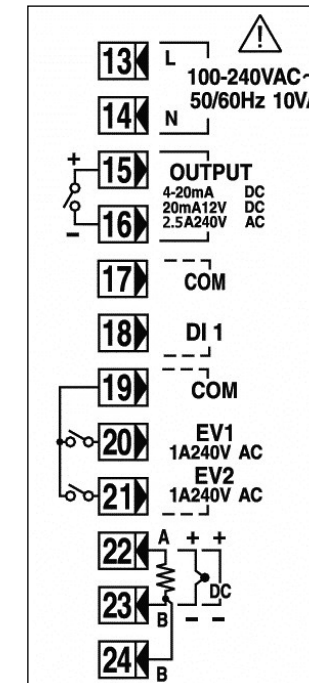 13 L
100-240VAC~
50/60Hz 10VA
14 N
+
15 OUTPUT
4-20mA DC
20mA12V DC
2.5A240V AC
16
−
17 COM
18 DI 1
19 COM
20 EV1
1A240V AC
EV2
21 1A240V AC
22 A + +
DC
23 B − −
24 B